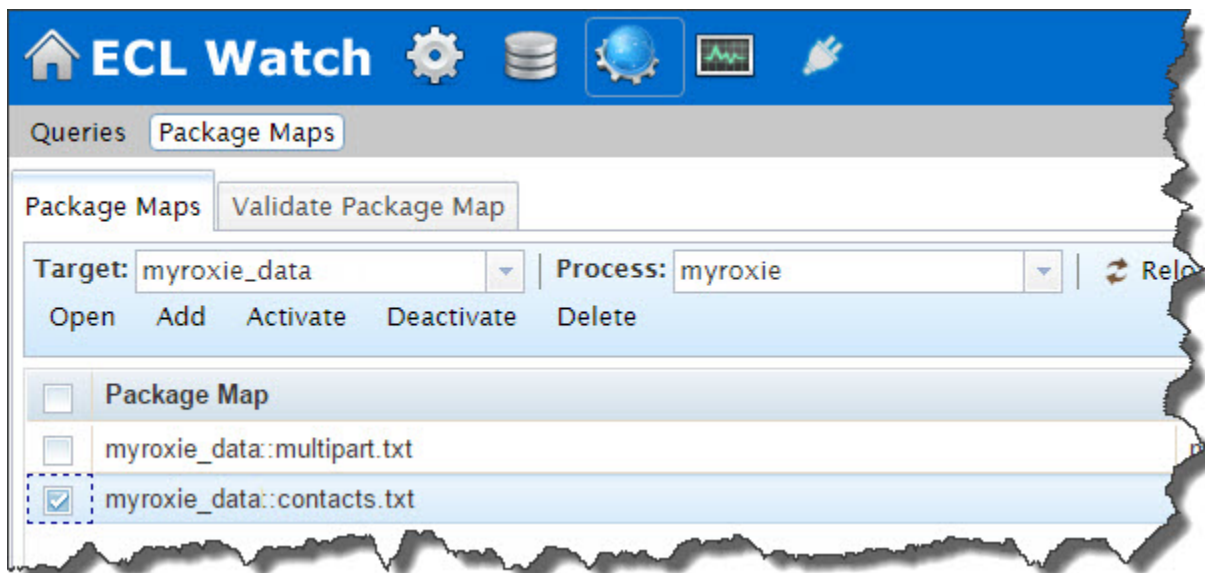 ECL Watch
Queries Package Maps
Package Maps Validate Package Map
Target: myroxie_data Process: myroxie
Open Add Activate Deactivate Delete
Package Map
myroxie_data::multipart.txt
myroxie_data::contacts.txt